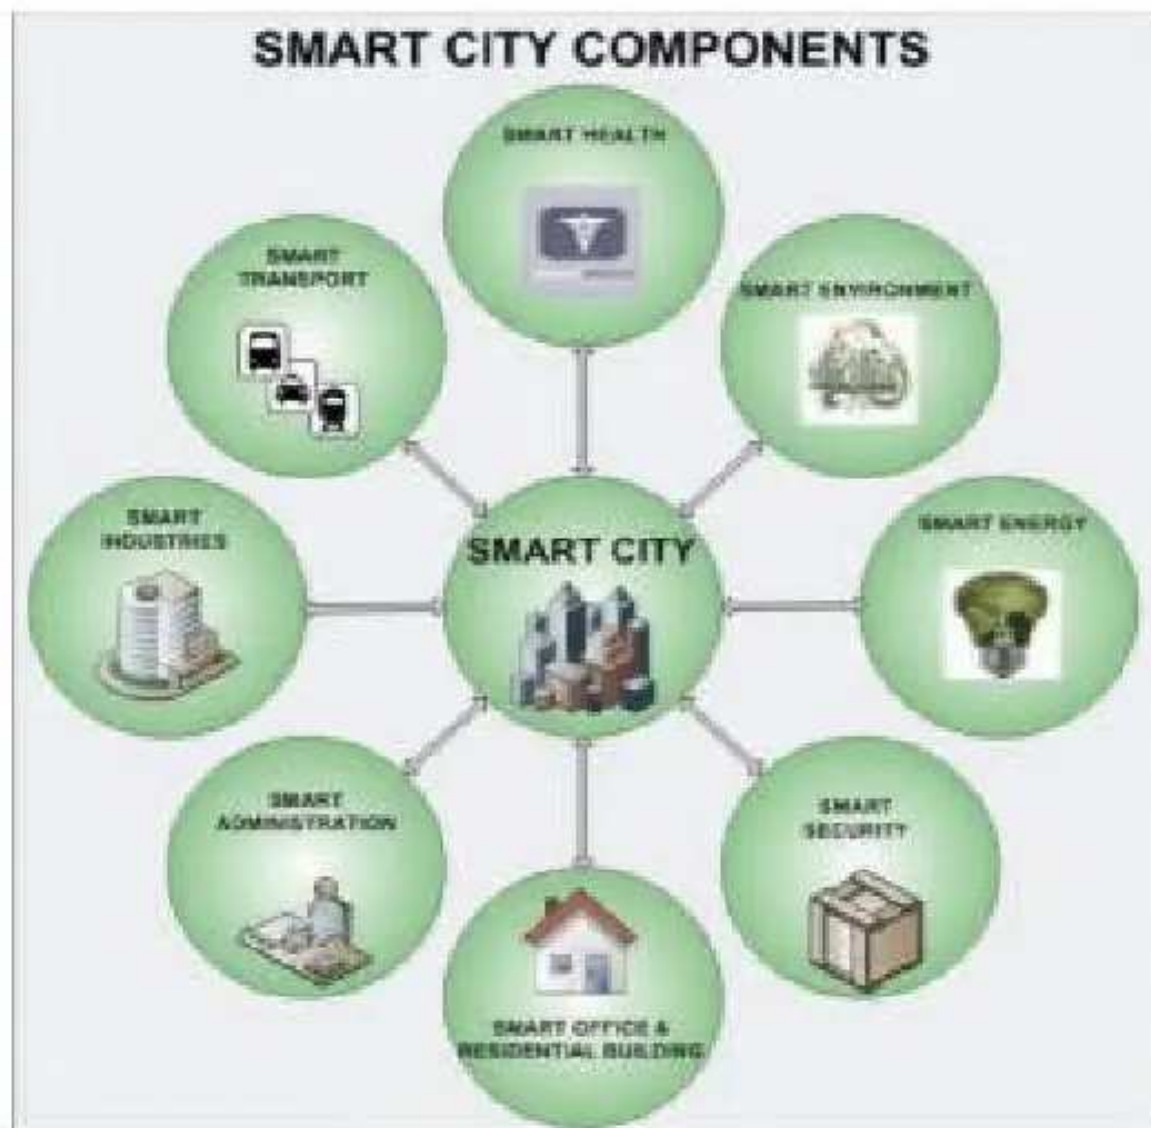 SMART CITY COMPONENTS
SMART HEALTH
SMART
TRANSPORT
SMART ENVIRONMENT
SMART
INDUSTRIES
SMART CITY
SMART ENERGY
SMART
ADMINISTRATION
SMART
SECURITY
SMART OFFICE &
RESIDENTIAL BUILDING